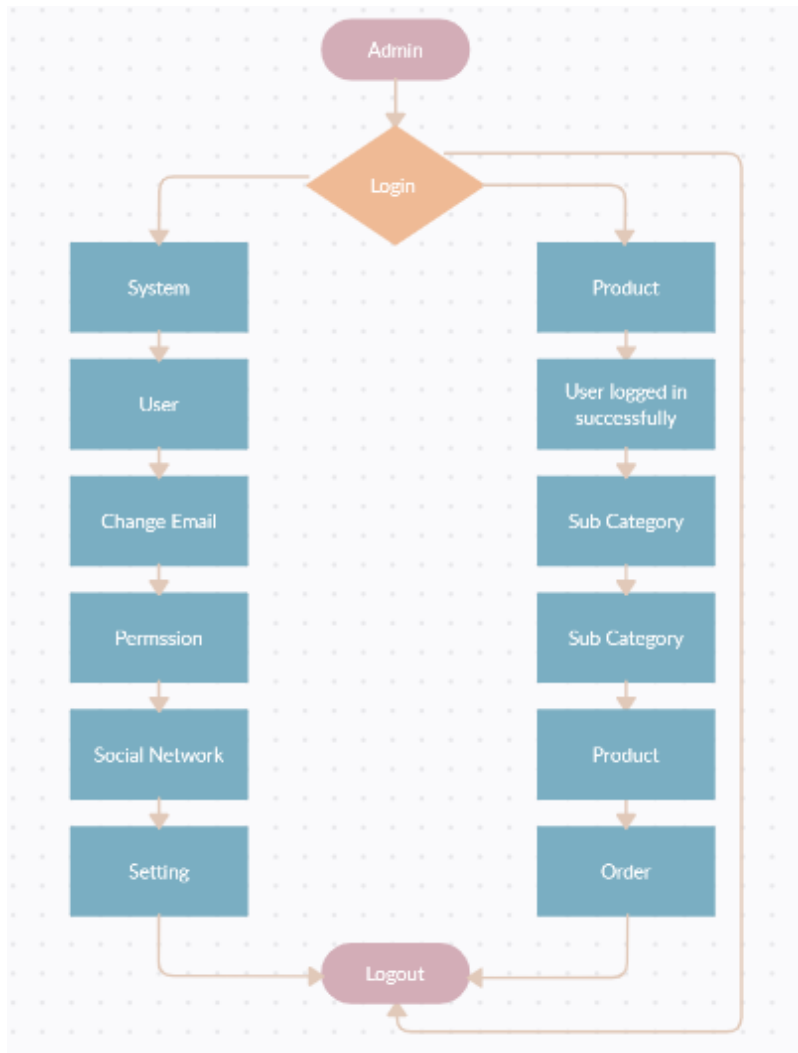 Admin
Login
System
Product
User
User logged in
successfully
Change Email
Sub Category
Permssion
Sub Category
Social Network
Product
Setting
Order
Logout